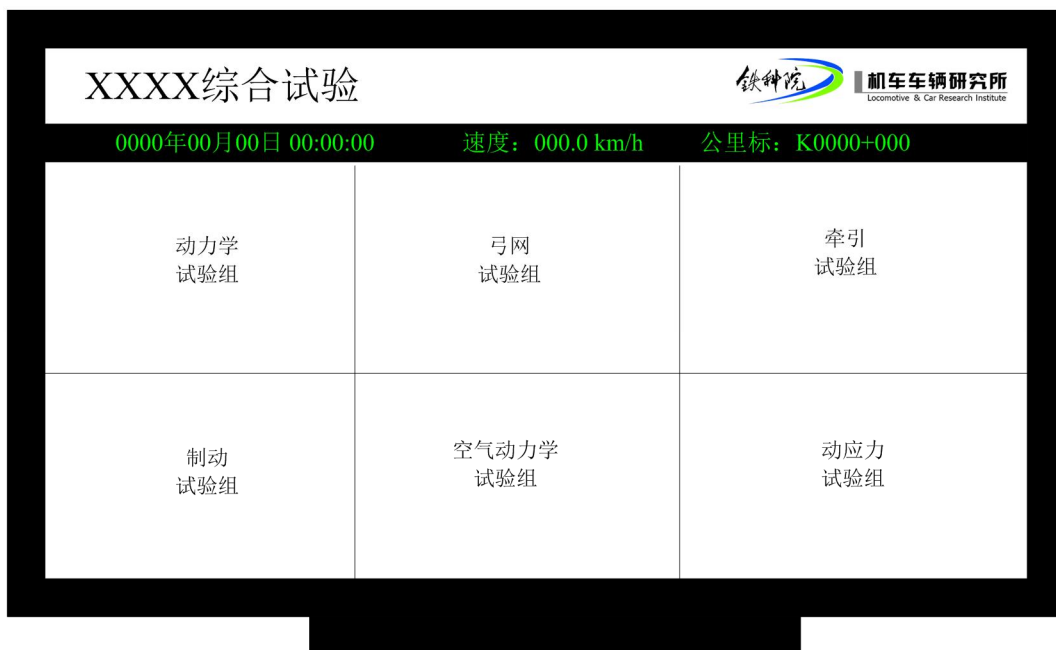 XXXX综合试验
铁科院
机车车辆研究所
Locomotive & Car Research Institute
0000年00月00日 00:00:00 速度：000.0 km/h 公里标：K0000+000
动力学
试验组
弓网
试验组
牵引
试验组
制动
试验组
空气动力学
试验组
动应力
试验组